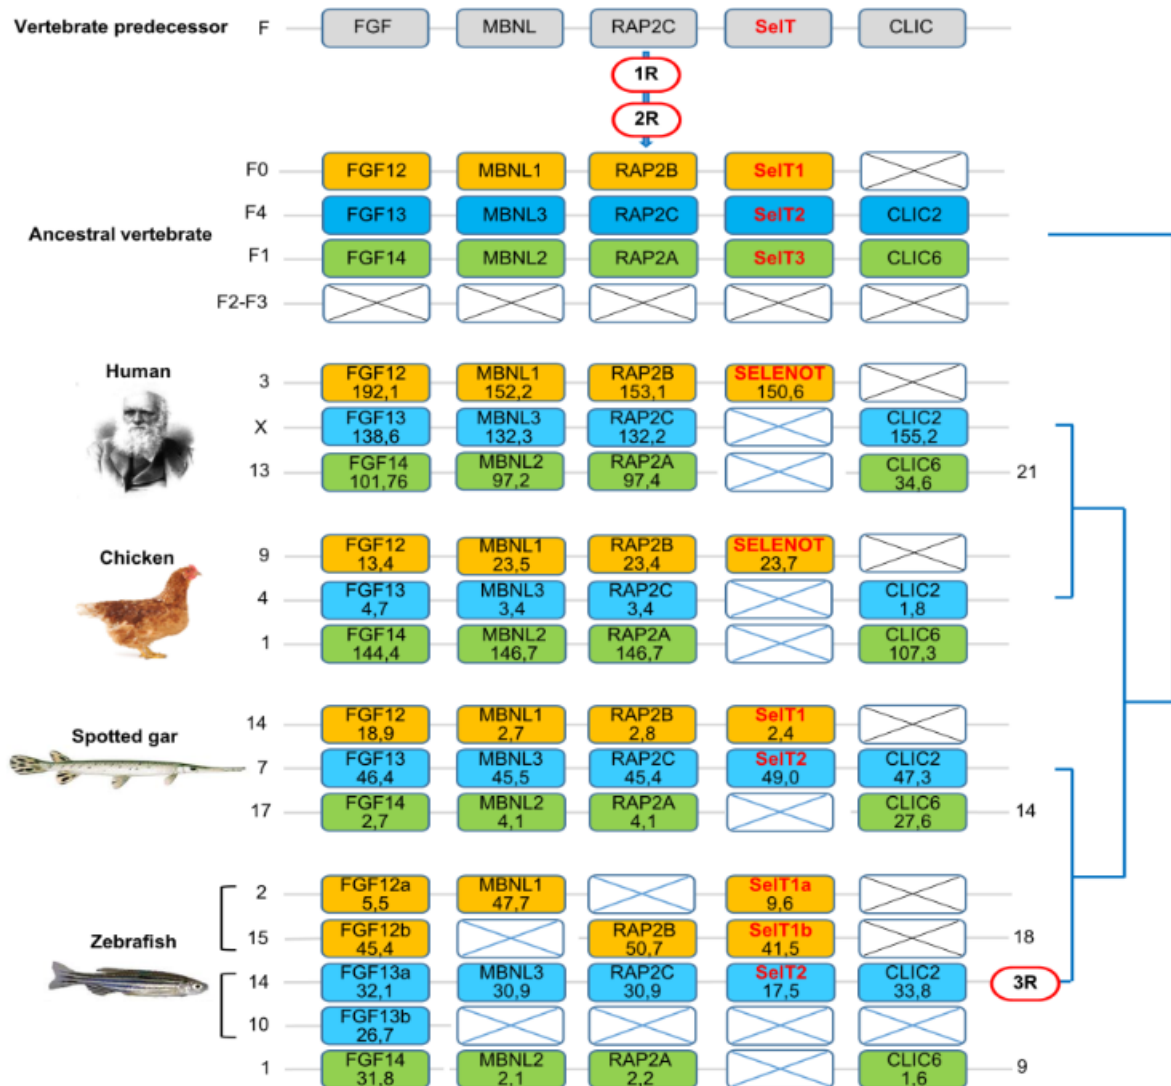 Vertebrate predecessor F FGF MBNL RAP2C SelT CLIC
1R
2R
F0 FGF12 MBNL1 RAP2B SelT1
F4 FGF13 MBNL3 RAP2C SelT2 CLIC2
Ancestral vertebrate
F1 FGF14 MBNL2 RAP2A SelT3 CLIC6
F2-F3
Human
3 FGF12 MBNL1 RAP2B SELENOT
192,1 152,2 153,1 150,6
X FGF13 MBNL3 RAP2C CLIC2
138,6 132,3 132,2 155,2
13 FGF14 MBNL2 RAP2A CLIC6 21
101,76 97,2 97,4 34,6
Chicken
9 FGF12 MBNL1 RAP2B SELENOT
13,4 23,5 23,4 23,7
4 FGF13 MBNL3 RAP2C CLIC2
4,7 3,4 3,4 1,8
1 FGF14 MBNL2 RAP2A CLIC6
144,4 146,7 146,7 107,3
Spotted gar
14 FGF12 MBNL1 RAP2B SelT1
18,9 2,7 2,8 2,4
7 FGF13 MBNL3 RAP2C SelT2 CLIC2
46,4 45,5 45,4 49,0 47,3
17 FGF14 MBNL2 RAP2A CLIC6 14
2,7 4,1 4,1 27,6
Zebrafish
2 FGF12a MBNL1 SelT1a
5,5 47,7 9,6
15 FGF12b RAP2B SelT1b 18
45,4 50,7 41,5
14 FGF13a MBNL3 RAP2C SelT2 CLIC2 3R
32,1 30,9 30,9 17,5 33,8
10 FGF13b
26,7
1 FGF14 MBNL2 RAP2A CLIC6 9
31,8 2,1 2,2 1,6